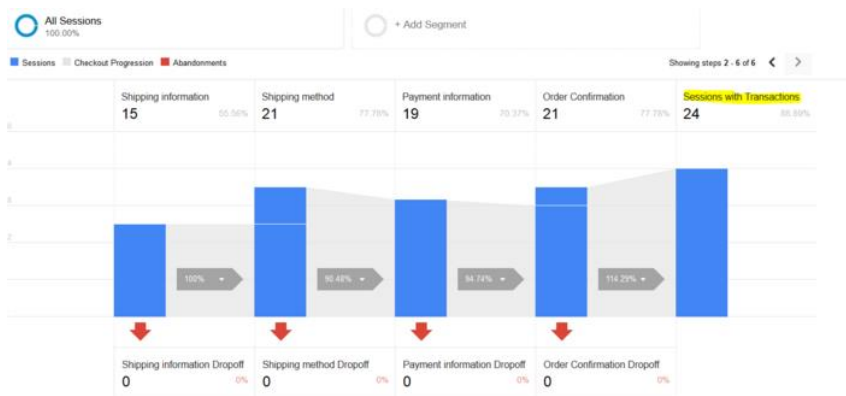 All Sessions
100.00%
+ Add Segment
Sessions Checkout Progression Abandonments
Showing steps 2 - 6 of 6
Shipping information Shipping method Payment information Order Confirmation Sessions with Transactions
15 55.56% 21 77.78% 19 70.37% 21 77.78% 24 88.89%
100% 90.48% 94.74% 114.29%
Shipping information Dropoff Shipping method Dropoff Payment information Dropoff Order Confirmation Dropoff
0 0% 0 0% 0 0% 0 0%